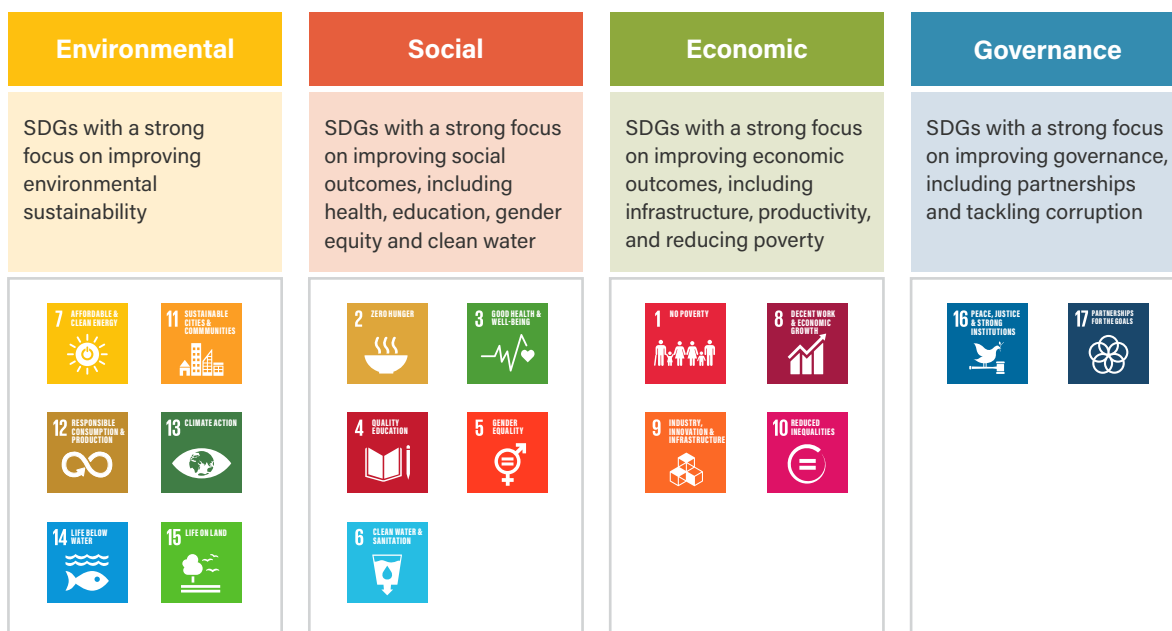 Environmental
SDGs with a strong
focus on improving
environmental
sustainability
7 AFFORDABLE &
CLEAN ENERGY
11 SUSTAINABLE
CITIES &
COMMMUNITIES
12 RESPONSIBLE
CONSUMPTION &
PRODUCTION
13 CLIMATE ACTION
14 LIFE BELOW
WATER
15 LIFE ON LAND
Social
SDGs with a strong focus
on improving social
outcomes, including
health, education, gender
equity and clean water
2 ZERO HUNGER
3 GOOD HEALTH &
WELL-BEING
4 QUALITY
EDUCATION
5 GENDER
EQUALITY
6 CLEAN WATER &
SANITATION
Economic
SDGs with a strong focus
on improving economic
outcomes, including
infrastructure, productivity,
and reducing poverty
1 NO POVERTY
8 DECENT WORK
& ECONOMIC
GROWTH
9 INDUSTRY,
INNOVATION &
INFRASTRUCTURE
10 REDUCED
INEQUALITIES
Governance
SDGs with a strong focus
on improving governance,
including partnerships
and tackling corruption
16 PEACE, JUSTICE
& STRONG
INSTITUTIONS
17 PARTNERSHIPS
FOR THE GOALS